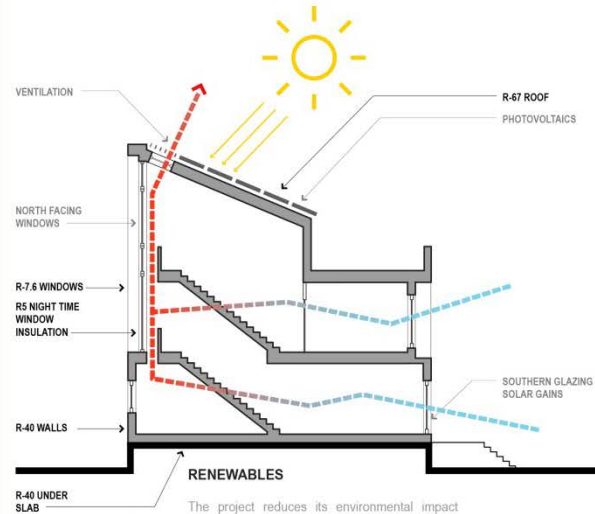 VENTILATION
R-67 ROOF
PHOTOVOLTAICS
NORTH FACING
WINDOWS
R-7.6 WINDOWS
R5 NIGHT TIME
WINDOW
INSULATION
SOUTHERN GLAZING
SOLAR GAINS
R-40 WALLS
R-40 UNDER
SLAB
RENEWABLES
The project reduces its environmental impact